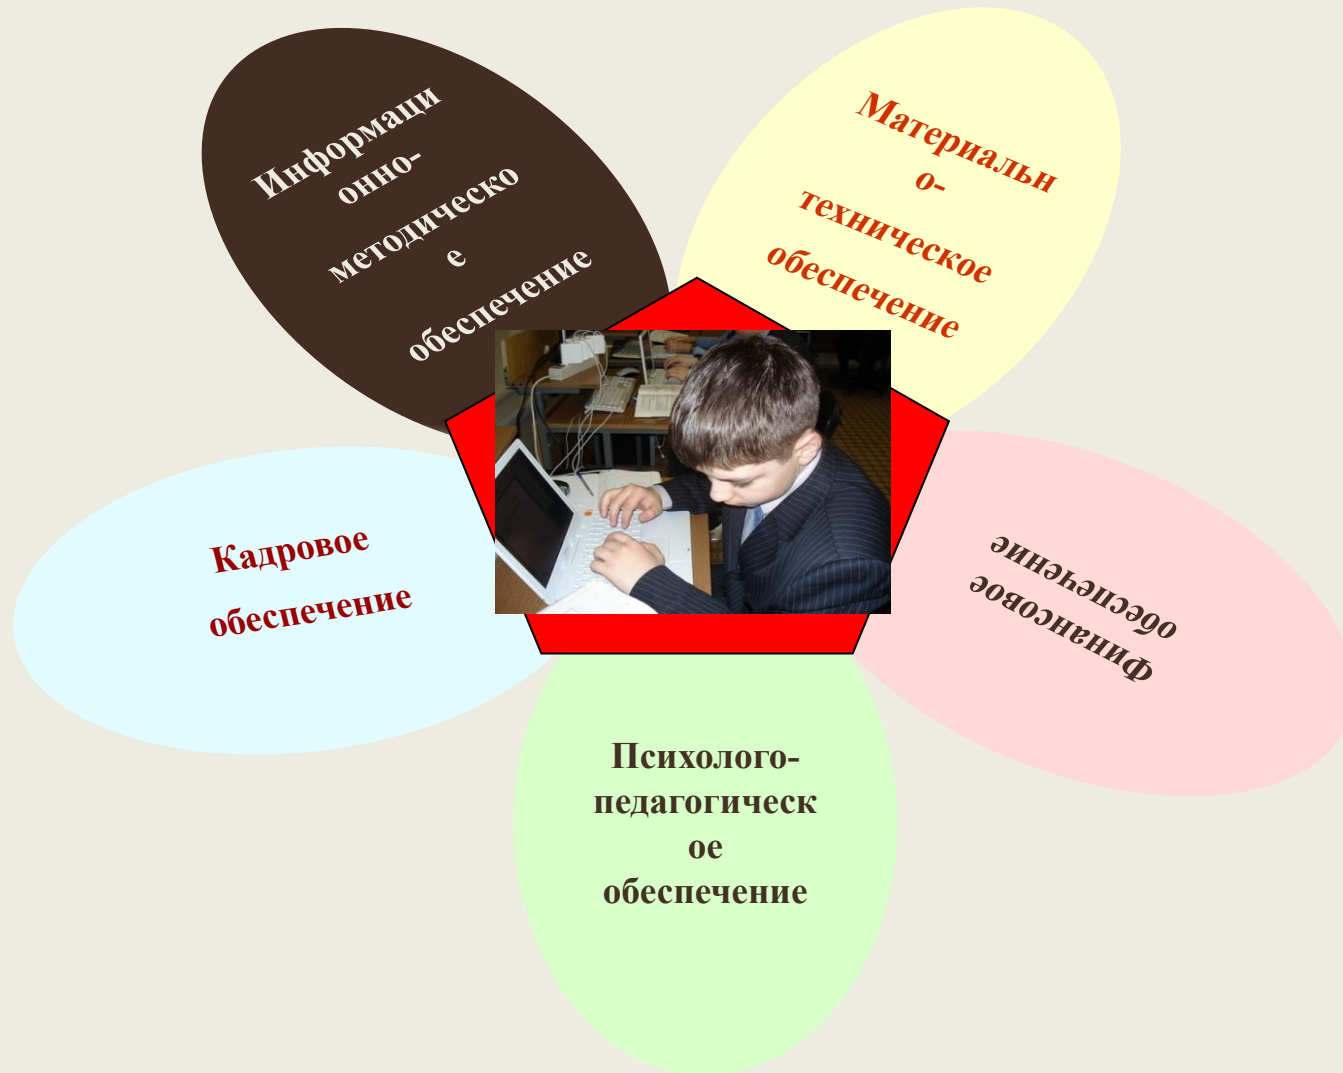 Информаци
онно-
методическо
е
обеспечение
Материальн
о-
техническое
обеспечение
Кадровое
обеспечение
Финансовое
обеспечение
Психолого-
педагогическ
ое
обеспечение